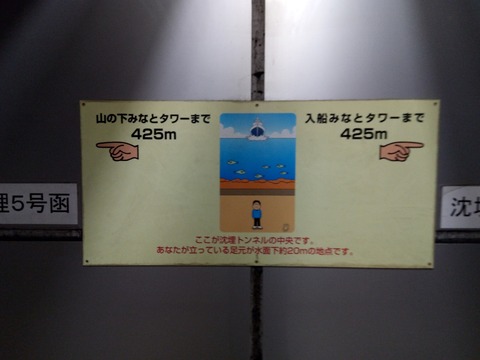 山の下みなとタワーまで
425m
入船みなとタワーまで
425m
埋5号函
沈埋
ここが沈埋トンネルの中央です。
あなたが立っている足元が水面下約20mの地点です。